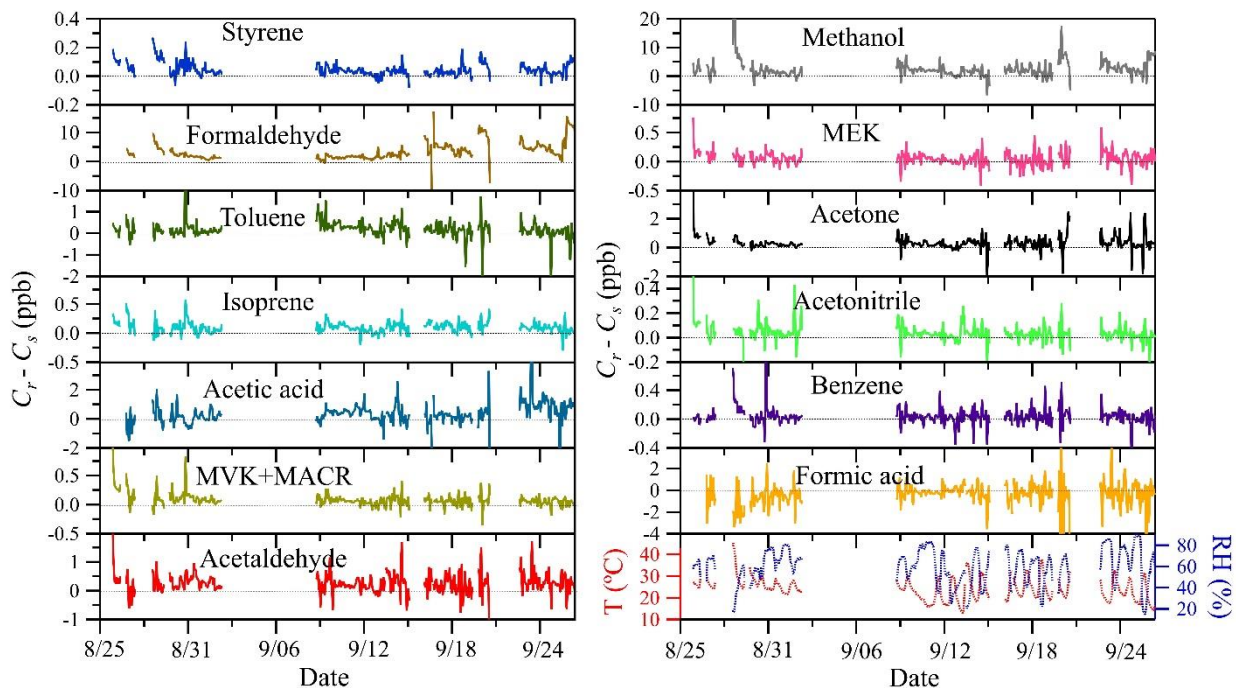 0.4
0.2
0.0
-0.2
Styrene
10
0
-10
Formaldehyde
1
0
-1
-2
Toluene
0.5
0.0
-0.5
Isoprene
2
0
-2
Acetic acid
0.5
0.0
-0.5
MVK+MACR
1
0
-1
Acetaldehyde
Cr - Cs (ppb)
8/25 8/31 9/06 9/12 9/18 9/24
Date
20
10
0
-10
Methanol
0.5
0.0
-0.5
MEK
2
0
-2
Acetone
0.4
0.2
0.0
-0.2
Acetonitrile
0.4
0.0
-0.4
Benzene
2
0
-2
-4
Formic acid
Cr - Cs (ppb)
40
30
20
10
T (ºC)
80
60
40
20
RH (%)
8/25 8/31 9/06 9/12 9/18 9/24
Date